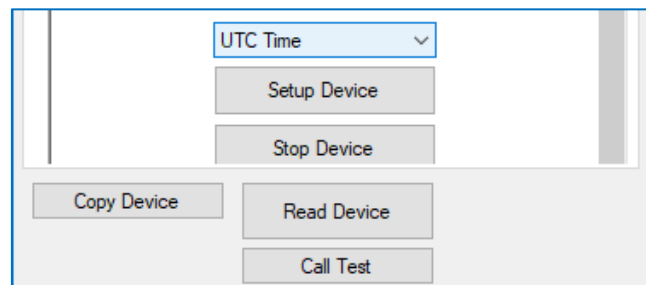 UTC Time
Setup Device
Stop Device
Copy Device
Read Device
Call Test